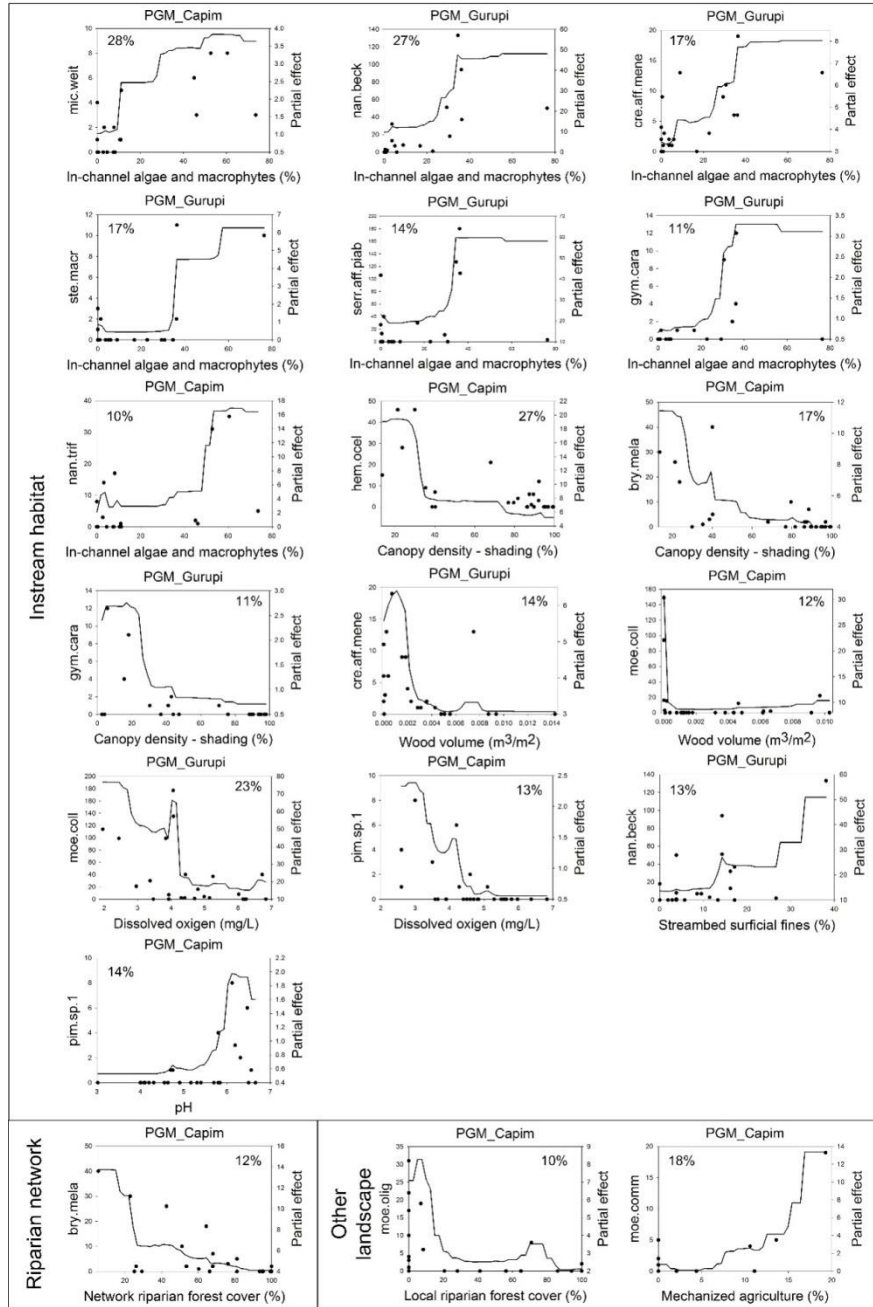 Instream habitat
PGM_Capim
28%
mic.weit
Partial effect
In-channel algae and macrophytes (%)
PGM_Gurupi
27%
nan.beck
Partial effect
In-channel algae and macrophytes (%)
PGM_Gurupi
17%
cre.aff.mene
Partial effect
In-channel algae and macrophytes (%)
PGM_Gurupi
17%
ste.macr
Partial effect
In-channel algae and macrophytes (%)
PGM_Gurupi
14%
serr.aff.piab
Partial effect
In-channel algae and macrophytes (%)
PGM_Gurupi
11%
gym.cara
Partial effect
In-channel algae and macrophytes (%)
PGM_Capim
10%
nan.trif
Partial effect
In-channel algae and macrophytes (%)
PGM_Capim
27%
hem.ocel
Partial effect
Canopy density - shading (%)
PGM_Capim
17%
bry.mela
Partial effect
Canopy density - shading (%)
PGM_Gurupi
11%
gym.cara
Partial effect
Canopy density - shading (%)
PGM_Gurupi
14%
cre.aff.mene
Partial effect
Wood volume (m³/m²)
PGM_Capim
12%
moe.coll
Partial effect
Wood volume (m³/m²)
PGM_Gurupi
23%
moe.coll
Partial effect
Dissolved oxigen (mg/L)
PGM_Capim
13%
pim.sp.1
Partial effect
Dissolved oxigen (mg/L)
PGM_Gurupi
13%
nan.beck
Partial effect
Streambed surficial fines (%)
PGM_Capim
14%
pim.sp.1
Partial effect
pH
Riparian network
PGM_Capim
12%
bry.mela
Partial effect
Network riparian forest cover (%)
Other
landscape
PGM_Capim
10%
moe.olig
Partial effect
Local riparian forest cover (%)
PGM_Capim
18%
moe.comm
Partial effect
Mechanized agriculture (%)